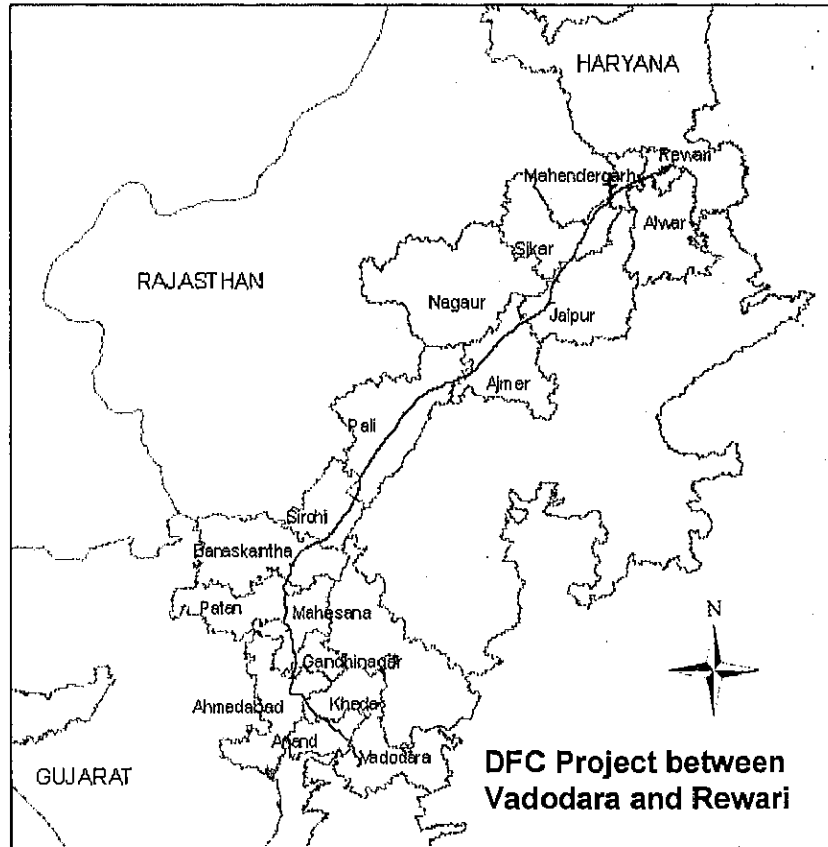 HARYANA
Rewari
Mahendergarh
Alwar
Sikar
RAJASTHAN
Nagaur
Jaipur
Ajmer
Pali
Sirohi
Banaskantha
Patan
Mahesana
N
Gandhinagar
Ahmedabad
Kheda
Anand
Vadodara
GUJARAT
DFC Project between
Vadodara and Rewari